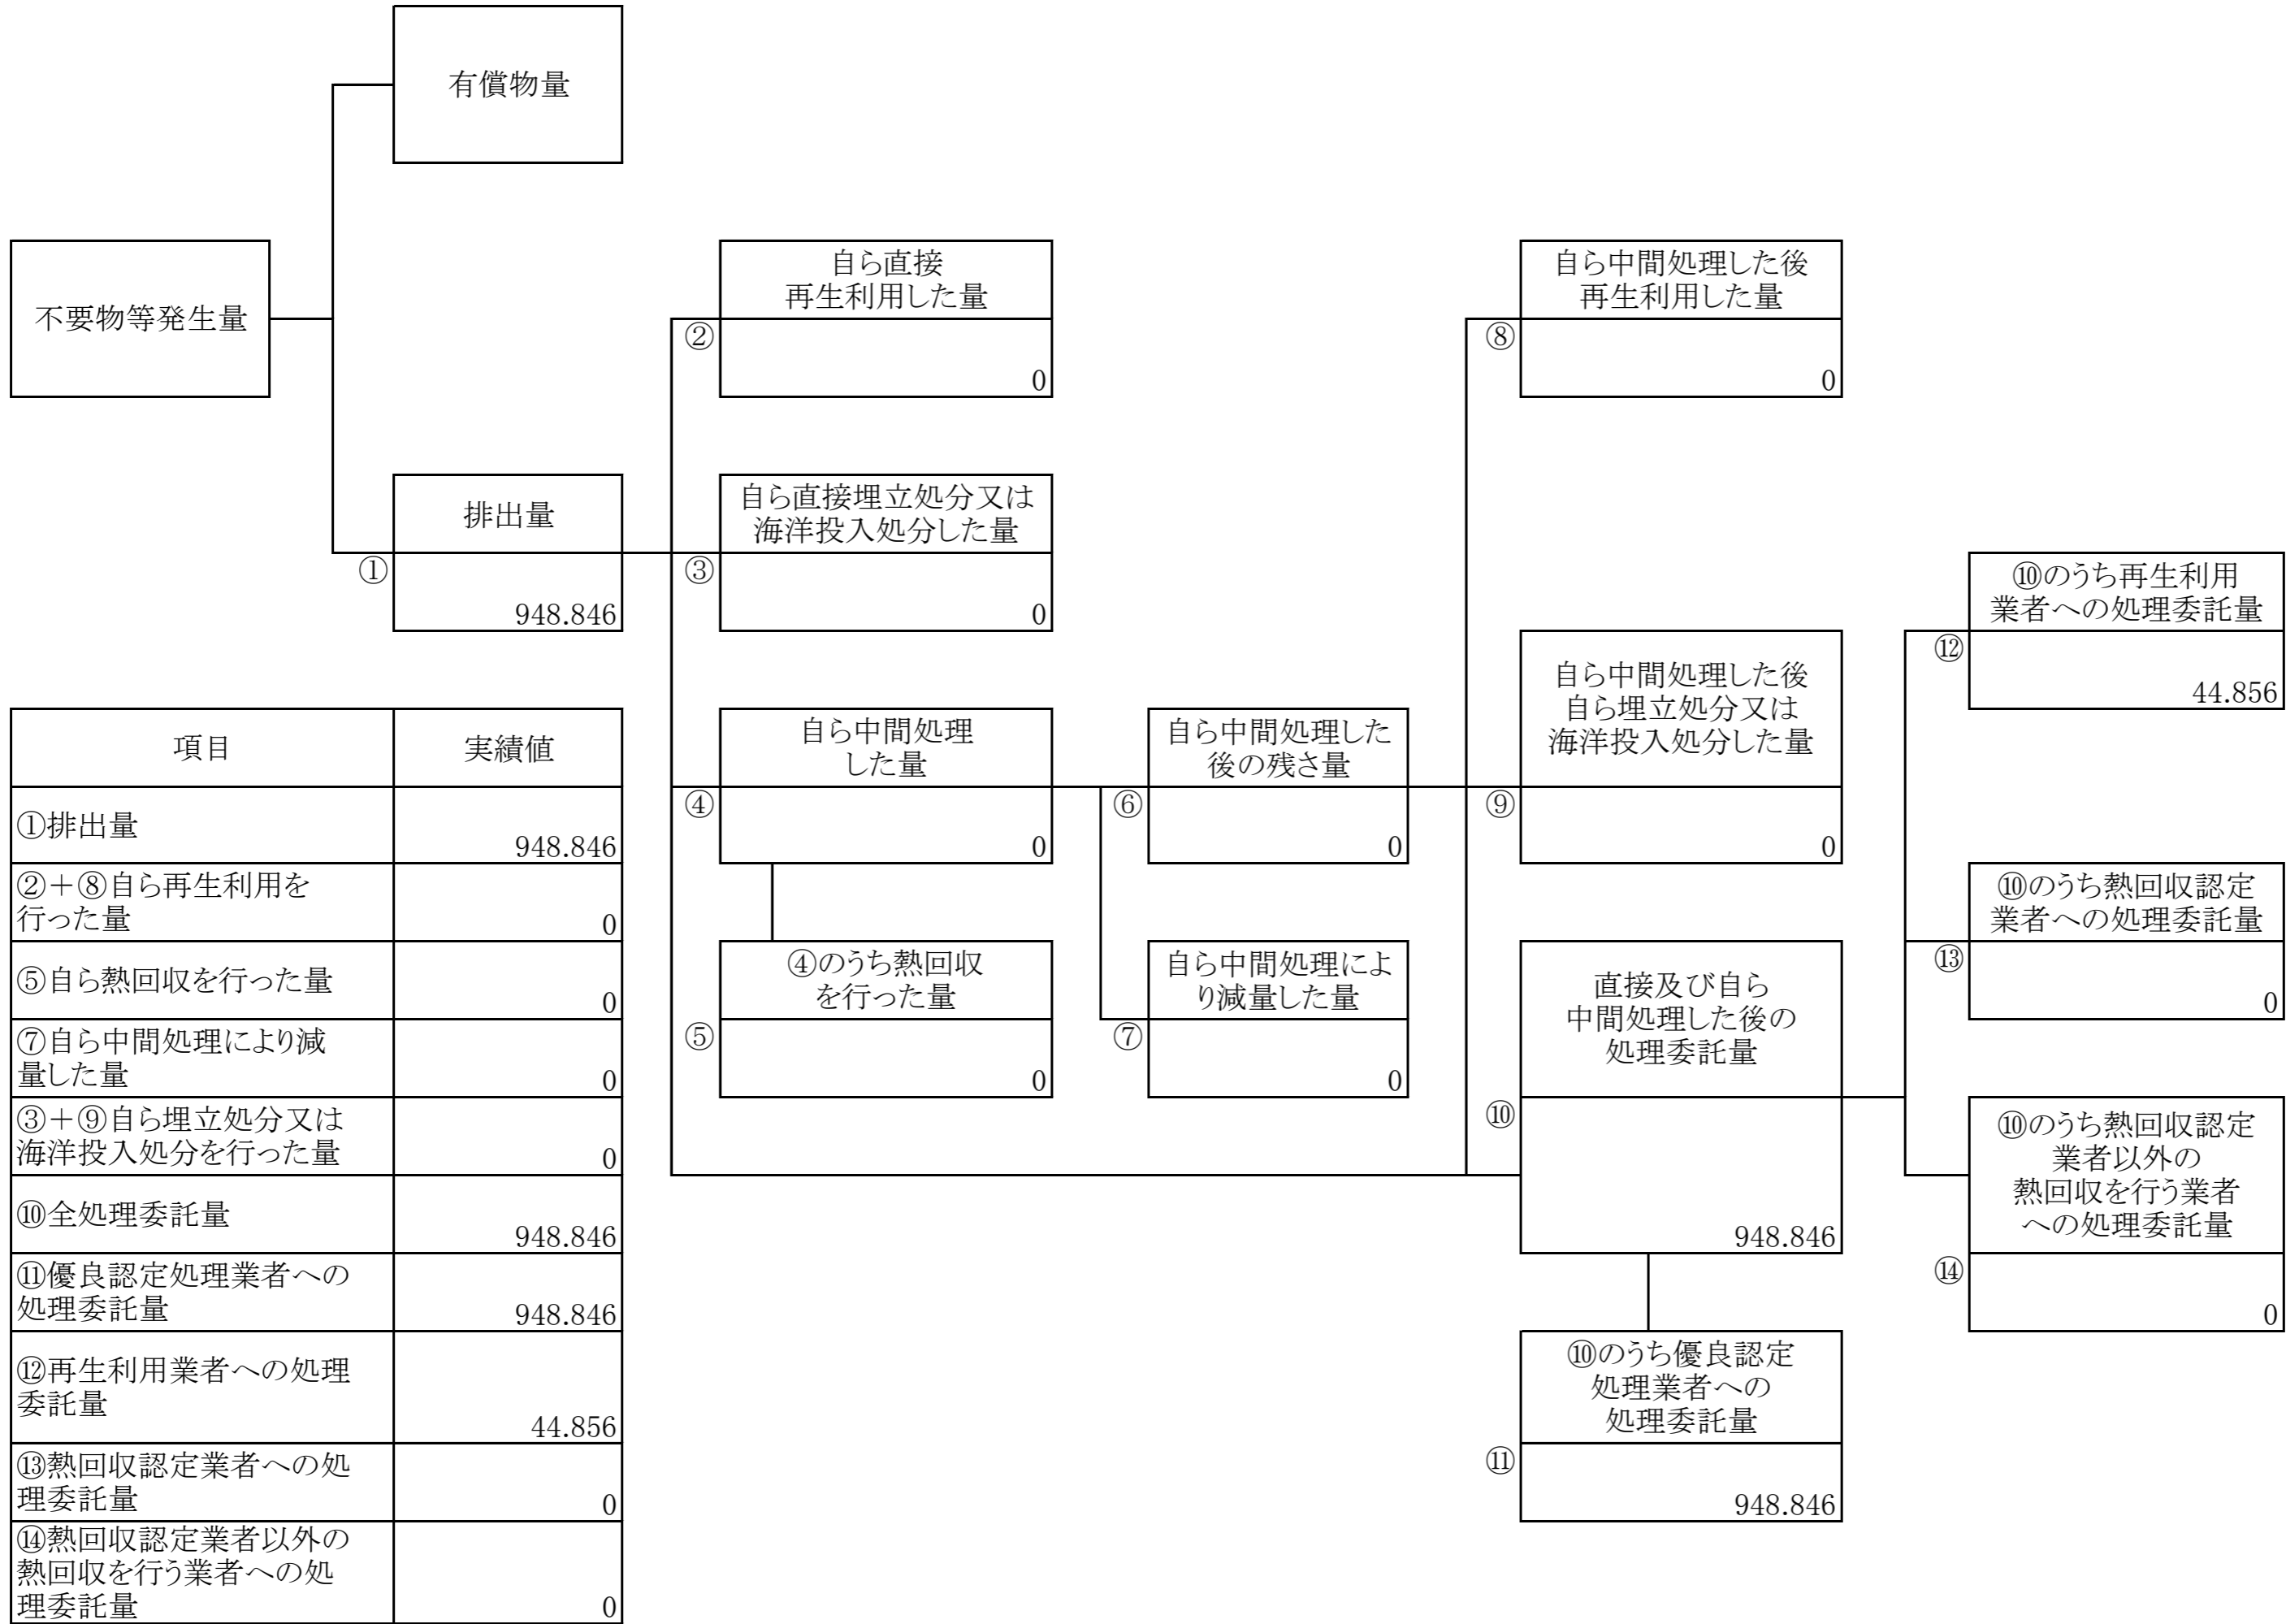 有償物量
不要物等発生量
自ら直接
再生利用した量
②
0
自ら中間処理した後
再生利用した量
⑧
0
排出量
①
948.846
自ら直接埋立処分又は
海洋投入処分した量
③
0
⑩のうち再生利用
業者への処理委託量
⑫
44.856
自ら中間処理した後
自ら埋立処分又は
海洋投入処分した量
⑨
0
自ら中間処理
した量
④
0
自ら中間処理した
後の残さ量
⑥
0
⑩のうち熱回収認定
業者への処理委託量
⑬
0
④のうち熱回収
を行った量
⑤
0
自ら中間処理によ
り減量した量
⑦
0
直接及び自ら
中間処理した後の
処理委託量
⑩
948.846
⑩のうち熱回収認定
業者以外の
熱回収を行う業者
への処理委託量
⑭
0
⑩のうち優良認定
処理業者への
処理委託量
⑪
948.846
項目 実績値
①排出量
948.846
②＋⑧自ら再生利用を
行った量
0
⑤自ら熱回収を行った量
0
⑦自ら中間処理により減
量した量
0
③＋⑨自ら埋立処分又は
海洋投入処分を行った量
0
⑩全処理委託量
948.846
⑪優良認定処理業者への
処理委託量
948.846
⑫再生利用業者への処理
委託量
44.856
⑬熱回収認定業者への処
理委託量
0
⑭熱回収認定業者以外の
熱回収を行う業者への処
理委託量
0